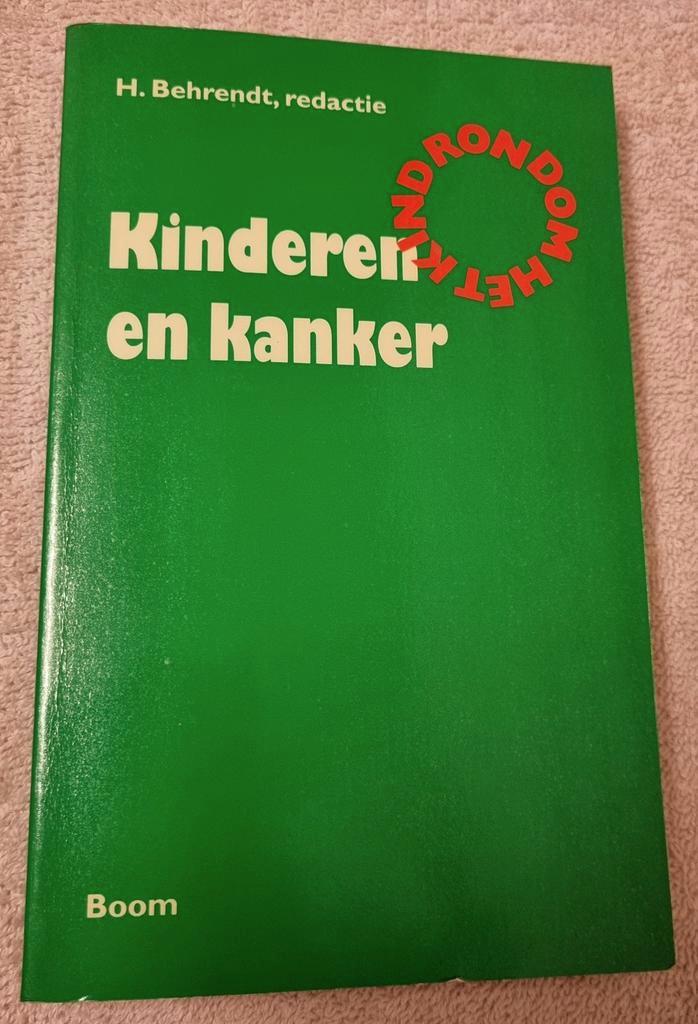 H. Behrendt, redactie
RONDOM HET KIND
Kinderen
en kanker
Boom